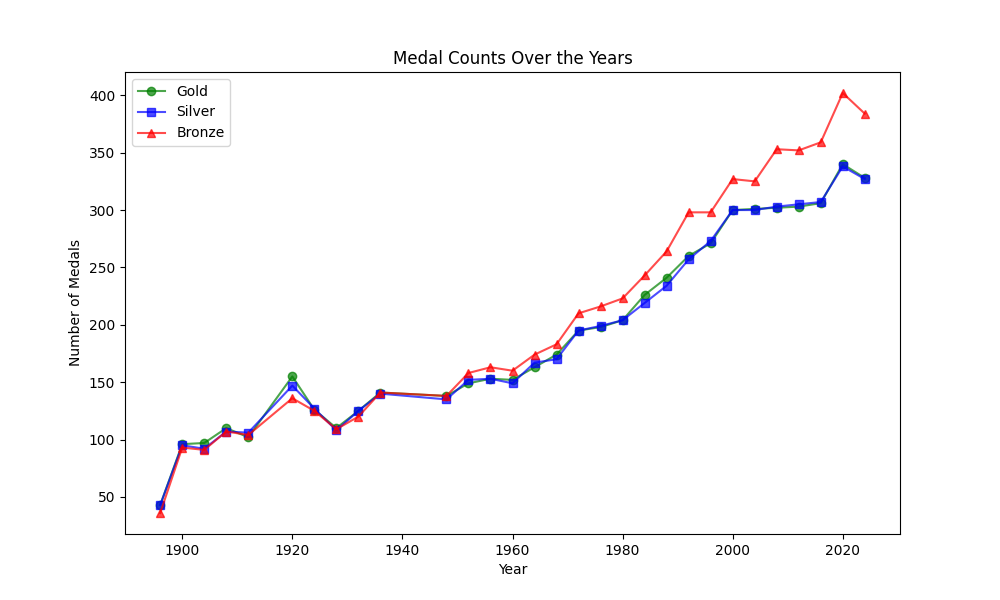 Medal Counts Over the Years
Gold
Silver
Bronze
Number of Medals
400
350
300
250
200
150
100
50
1900 1920 1940 1960 1980 2000 2020
Year